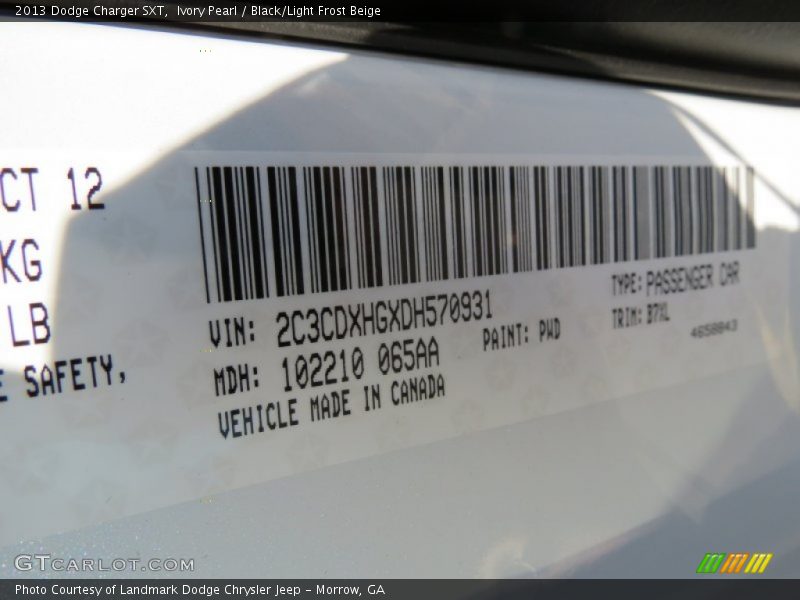 2013 Dodge Charger SXT, Ivory Pearl / Black/Light Frost Beige
CT 12
KG
LB
E SAFETY,
VIN: 2C3CDXHGXDH570931
MDH: 102210 065AA
VEHICLE MADE IN CANADA
PAINT: PWD
TYPE: PASSENGER CAR
TRIM: B7XL
4658843
GTCARLOT.COM
Photo Courtesy of Landmark Dodge Chrysler Jeep - Morrow, GA